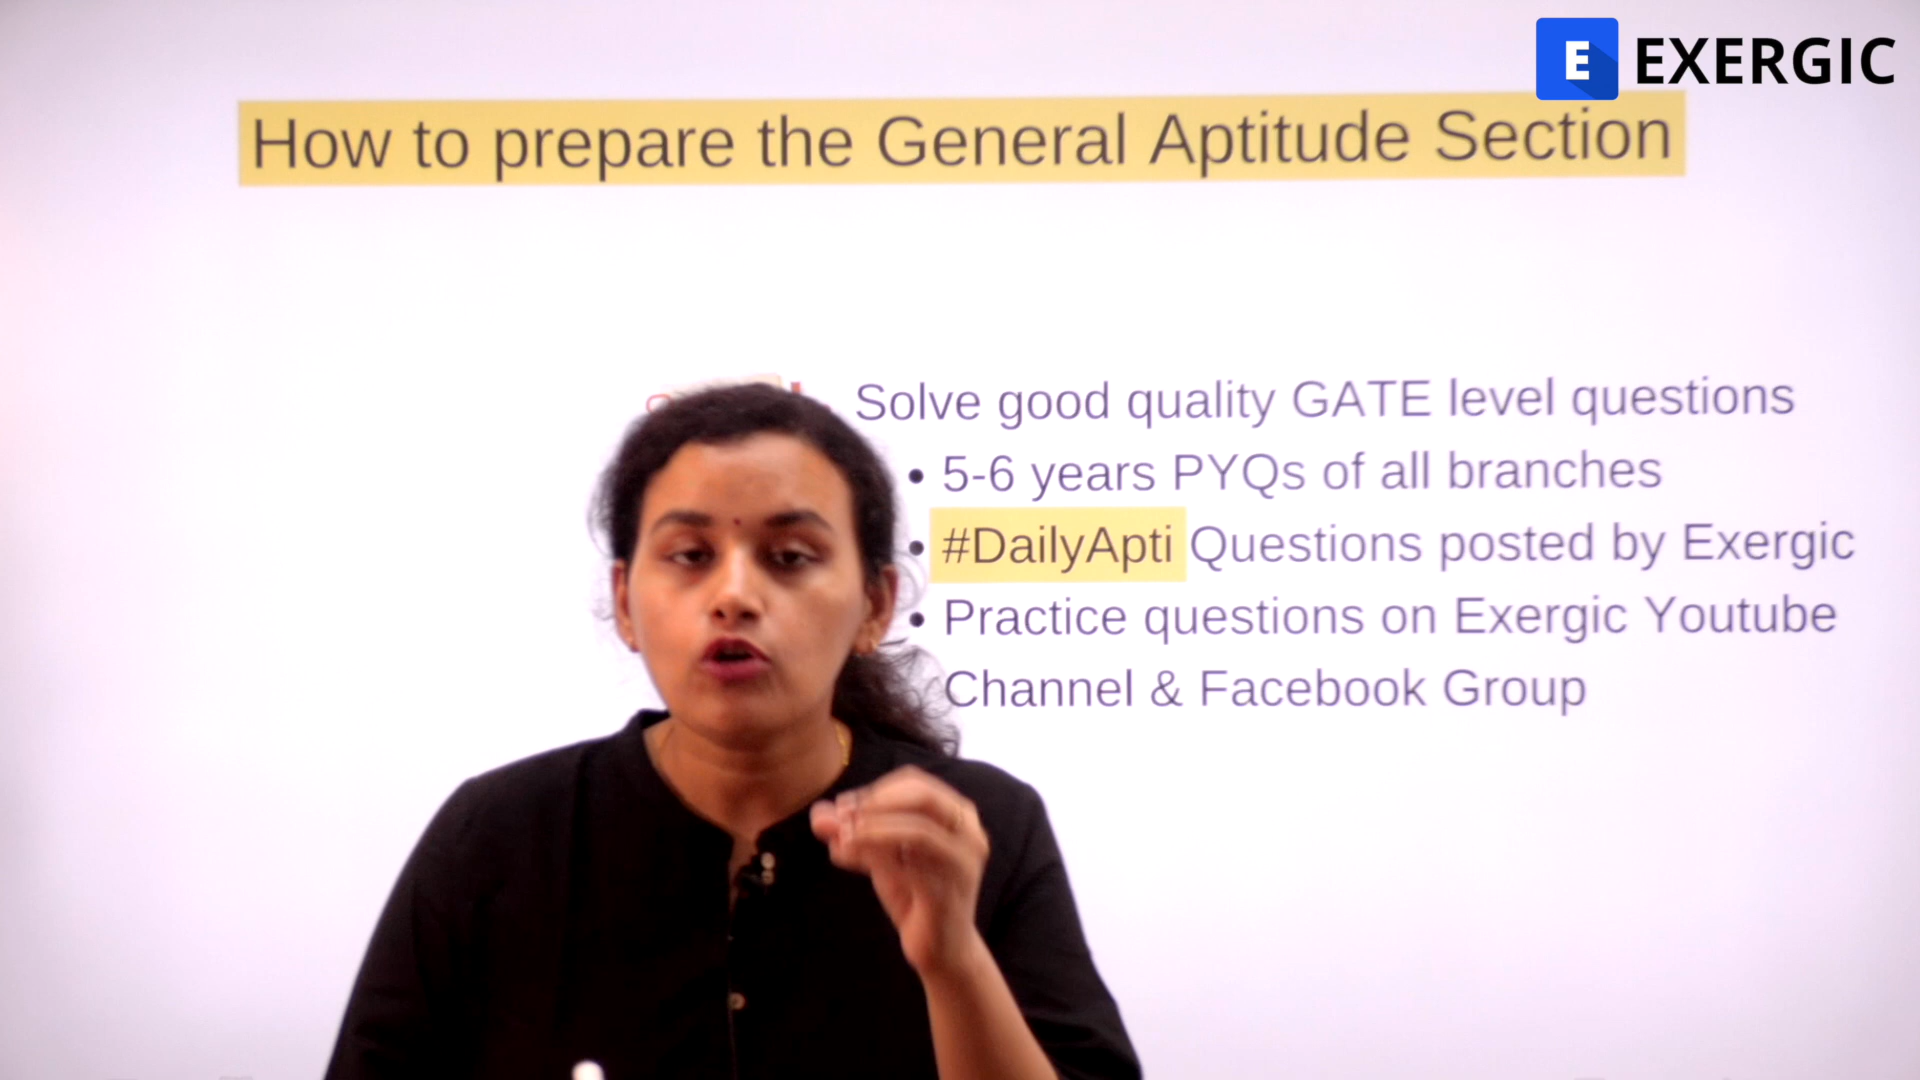 E EXERGIC
How to prepare the General Aptitude Section
Solve good quality GATE level questions
• 5-6 years PYQs of all branches
• #DailyApti Questions posted by Exergic
• Practice questions on Exergic Youtube
Channel & Facebook Group